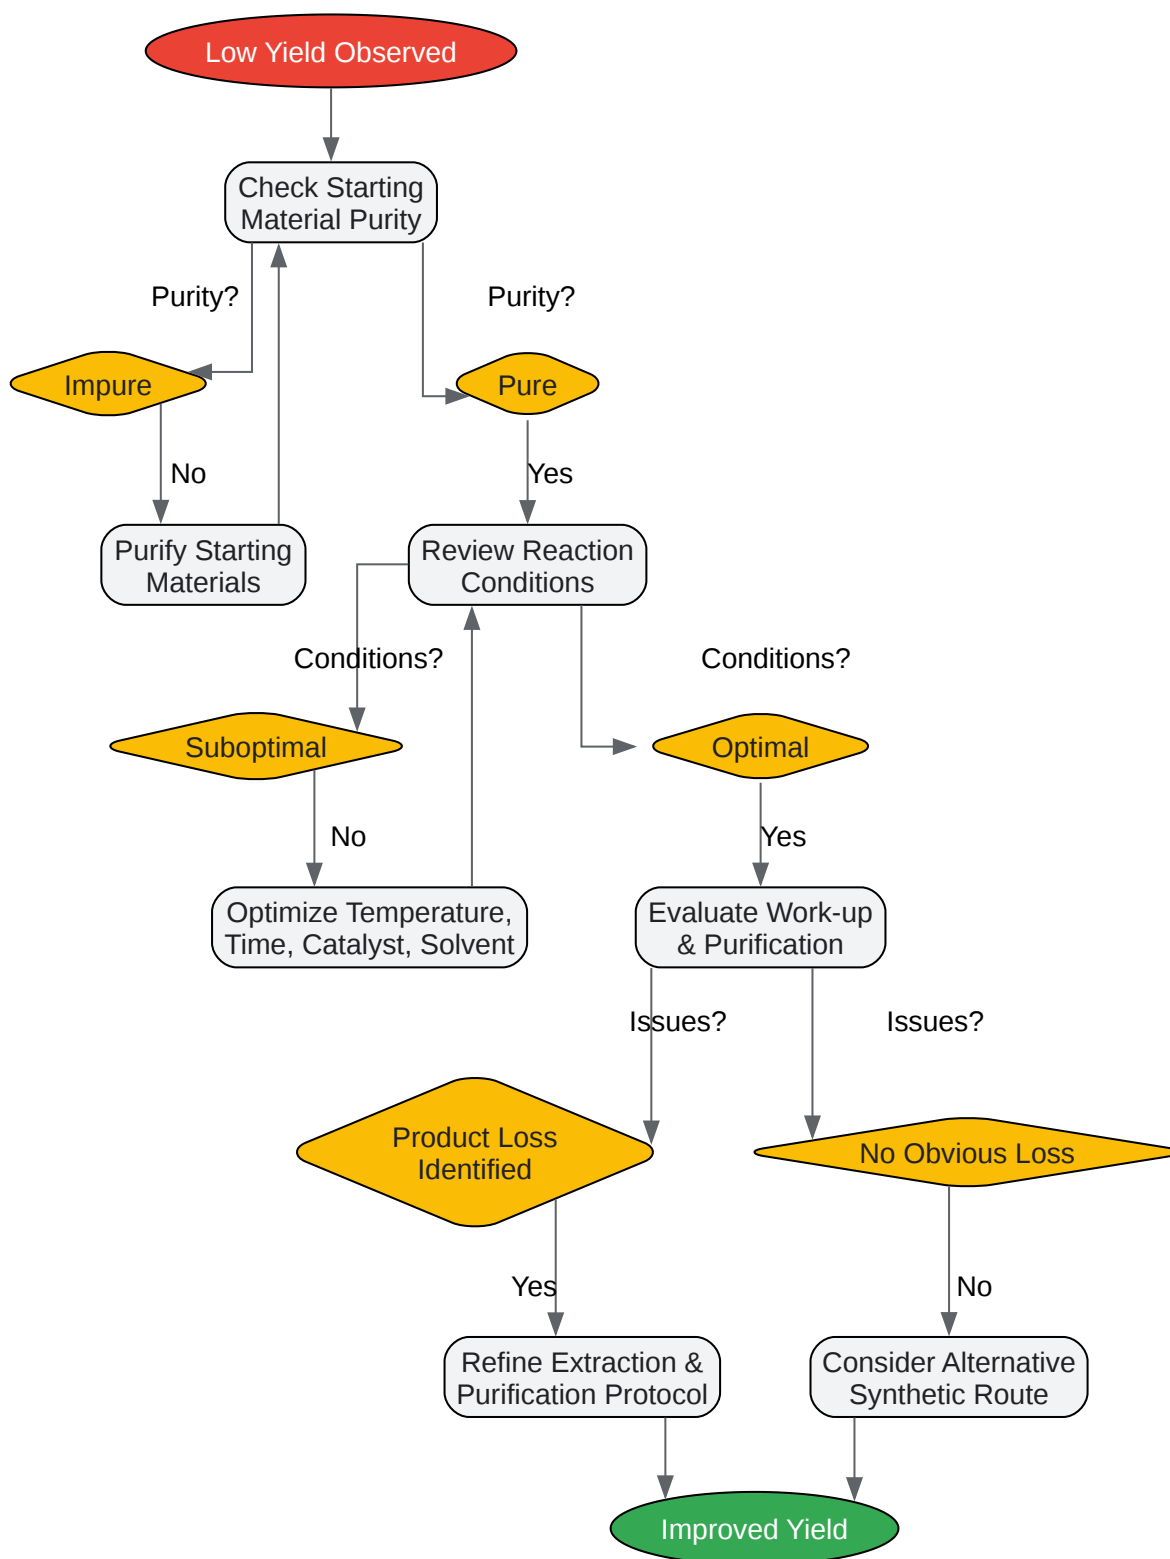 Low Yield Observed
Check Starting
Material Purity
Purity?
Purity?
Impure
Pure
No
Yes
Purify Starting
Materials
Review Reaction
Conditions
Conditions?
Conditions?
Suboptimal
Optimal
No
Yes
Optimize Temperature,
Time, Catalyst, Solvent
Evaluate Work-up
& Purification
Issues?
Issues?
Product Loss
Identified
No Obvious Loss
Yes
No
Refine Extraction &
Purification Protocol
Consider Alternative
Synthetic Route
Improved Yield